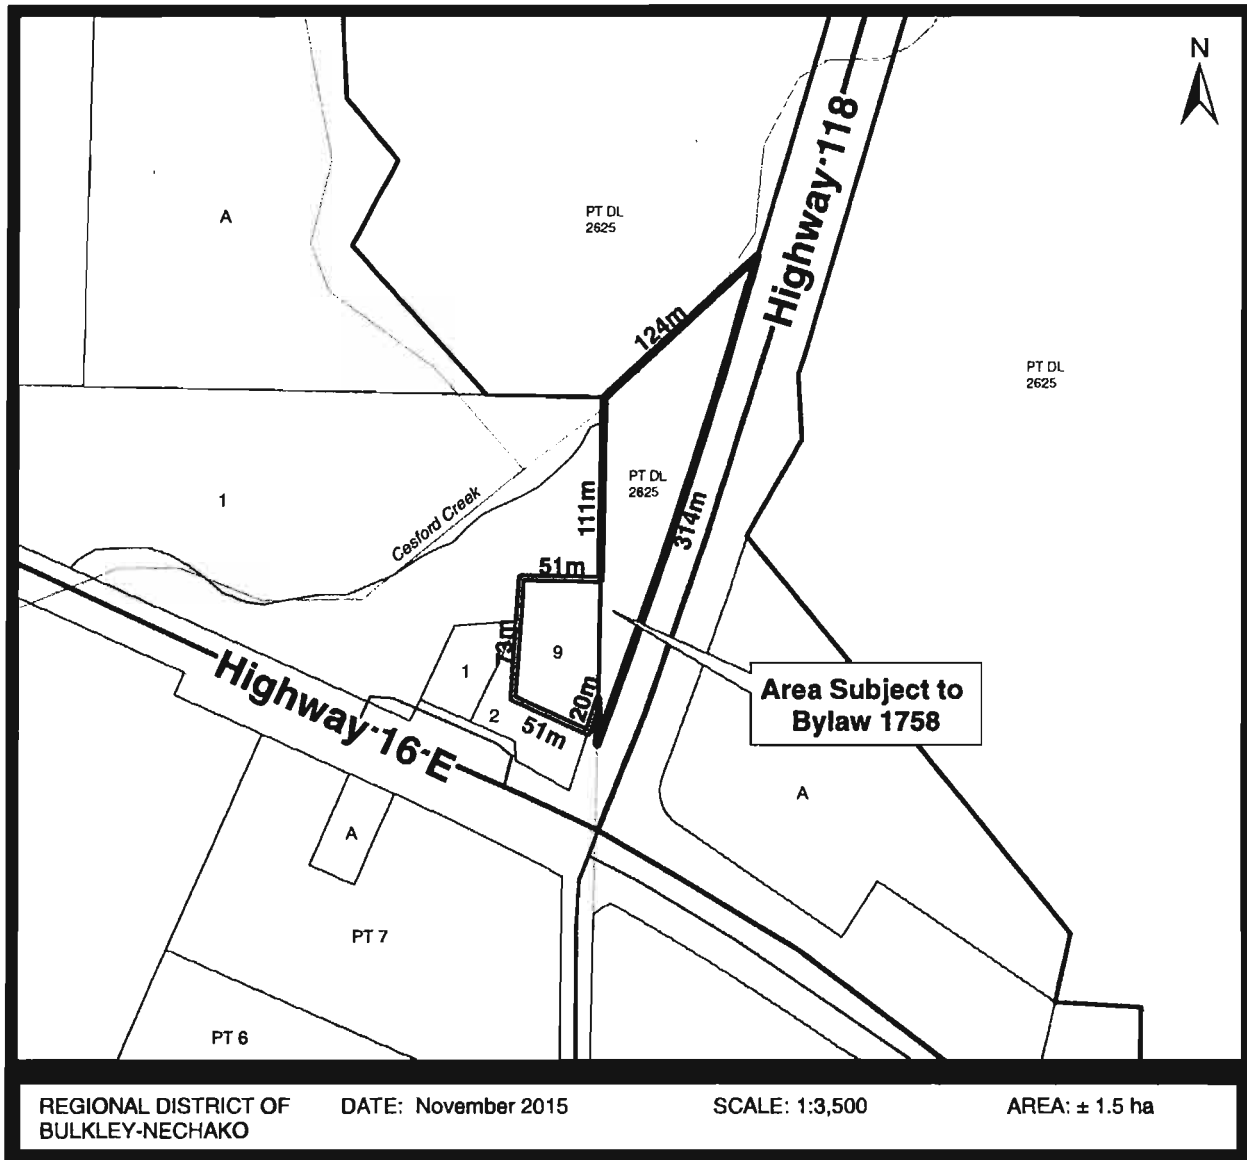 N
Highway 118
A
PT DL
2625
124m
PT DL
2625
PT DL
2625
1
Cesford Creek
111m
314m
51m
73m
9
1
20m
2
51m
Highway 16 E
Area Subject to
Bylaw 1758
A
A
PT 7
PT 6
REGIONAL DISTRICT OF
BULKLEY-NECHAKO
DATE: November 2015
SCALE: 1:3,500
AREA: ± 1.5 ha